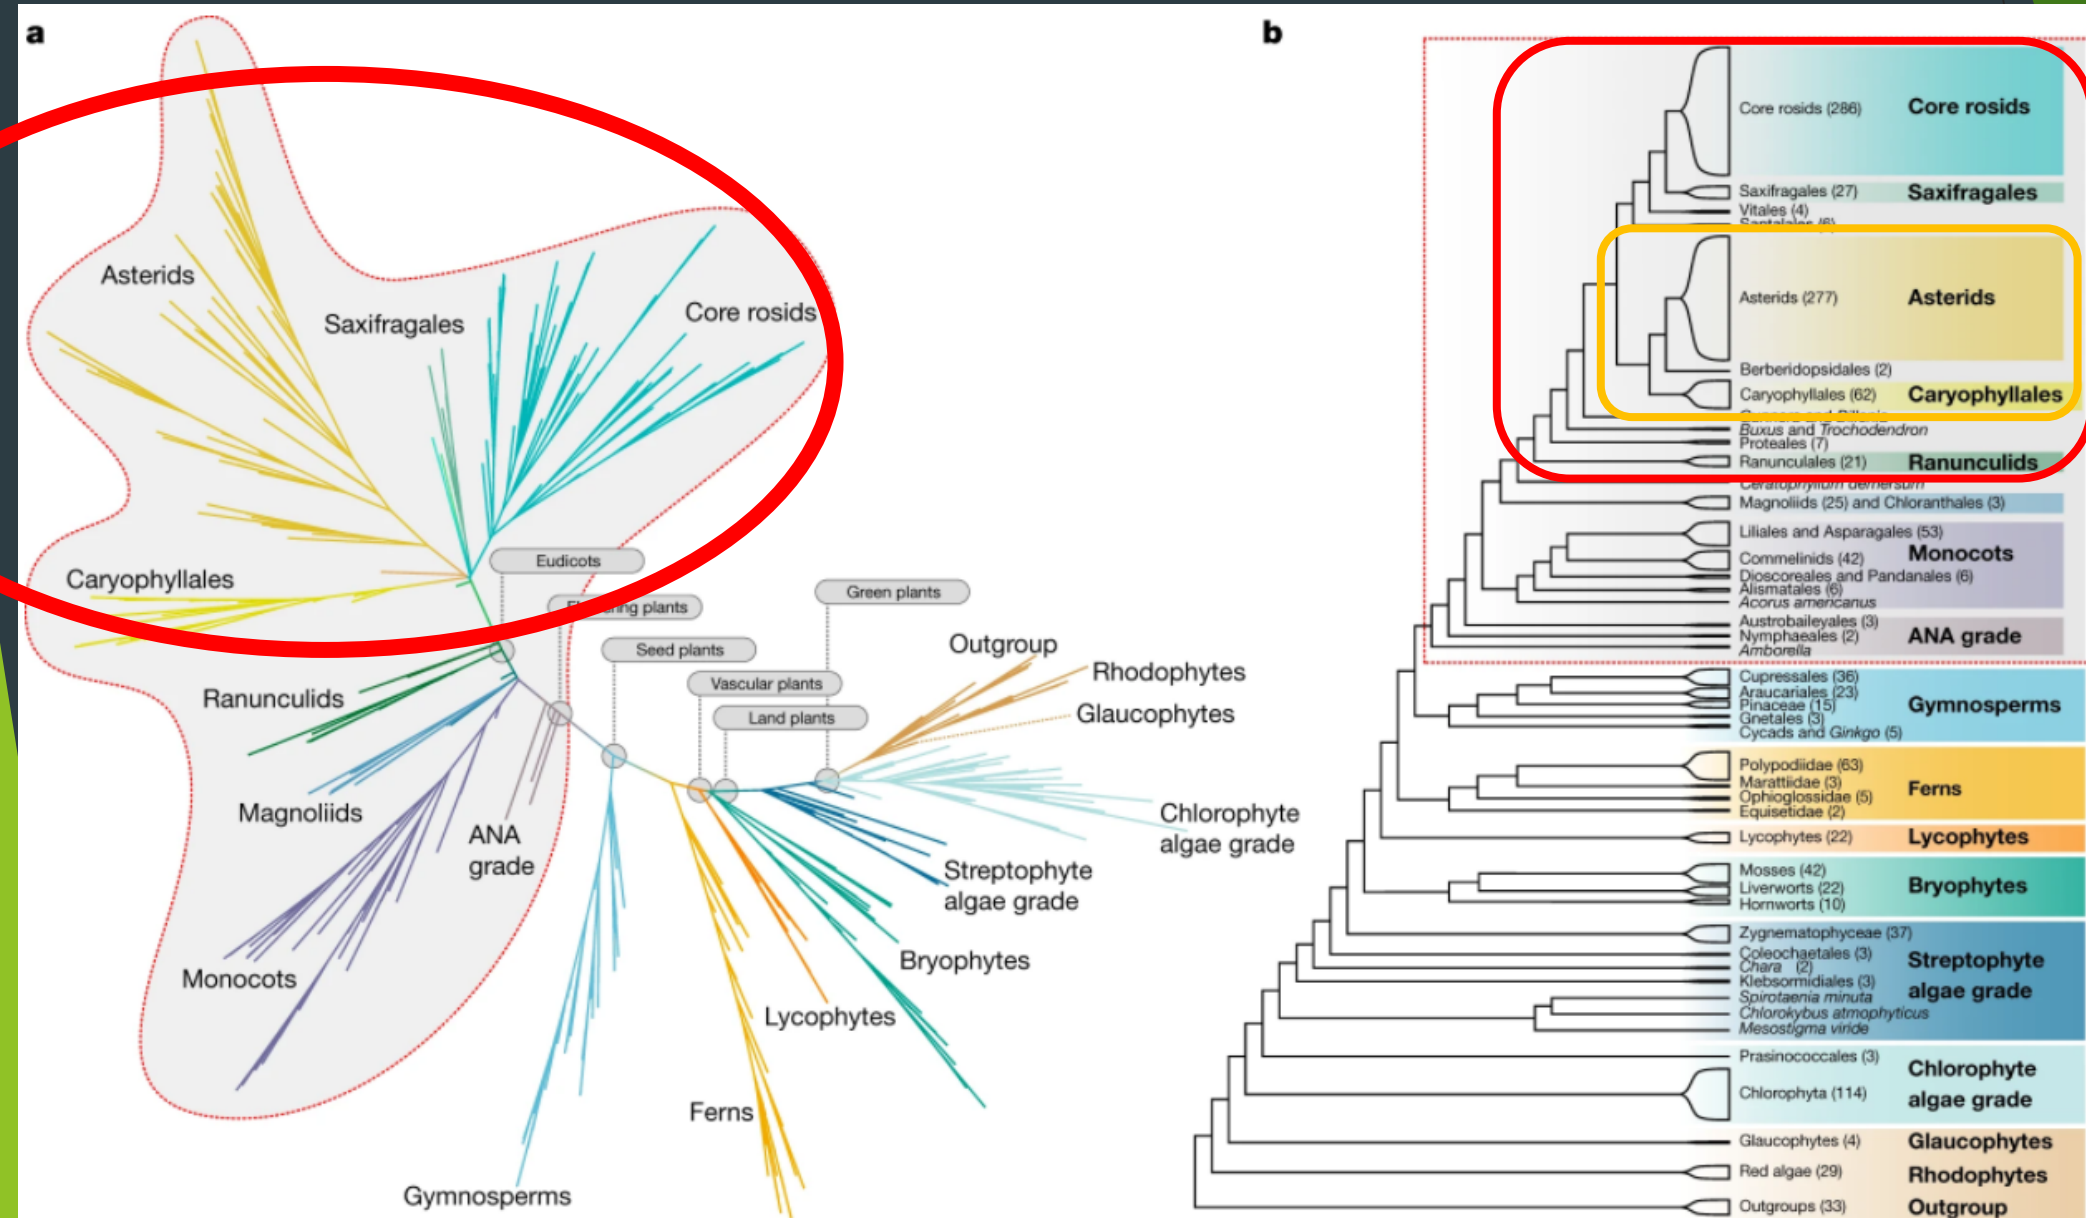 a
Asterids
Saxifragales
Core rosids
Caryophyllales
Eudicots
plants
Green plants
Seed plants
Vascular plants
Land plants
Outgroup
Rhodophytes
Glaucophytes
Ranunculids
Magnoliids
ANA
grade
Chlorophyte
algae grade
Streptophyte
algae grade
Bryophytes
Monocots
Lycophytes
Ferns
Gymnosperms
b
Core rosids (286) Core rosids
Saxifragales (27) Saxifragales
Vitales (4)
Asterids (277) Asterids
Berberidopsidales (2)
Caryophyllales (62) Caryophyllales
Buxus and Trochodendron
Proteales (7)
Ranunculales (21) Ranunculids
Ceratophyllum demersum
Magnoliids (25) and Chloranthales (3)
Liliales and Asparagales (53)
Monocots
Commelinids (42)
Dioscoreales and Pandanales (6)
Alismatales (6)
Acorus americanus
Austrobaileyales (3)
Nymphaeales (2) ANA grade
Amborella
Cupressales (36)
Araucariales (23)
Pinaceae (15) Gymnosperms
Gnetales (3)
Cycads and Ginkgo (5)
Polypodiidae (63)
Marattiidae (3) Ferns
Ophioglossidae (5)
Equisetidae (2)
Lycophytes (22) Lycophytes
Mosses (42)
Liverworts (22) Bryophytes
Hornworts (10)
Zygnematophyceae (37)
Coleochaetales (3) Streptophyte
Chara (2)
Klebsormidiales (3) algae grade
Spirotaenia minuta
Chlorokybus atmophyticus
Mesostigma viride
Prasinococcales (3) Chlorophyte
Chlorophyta (114) algae grade
Glaucophytes (4) Glaucophytes
Red algae (29) Rhodophytes
Outgroups (33) Outgroup